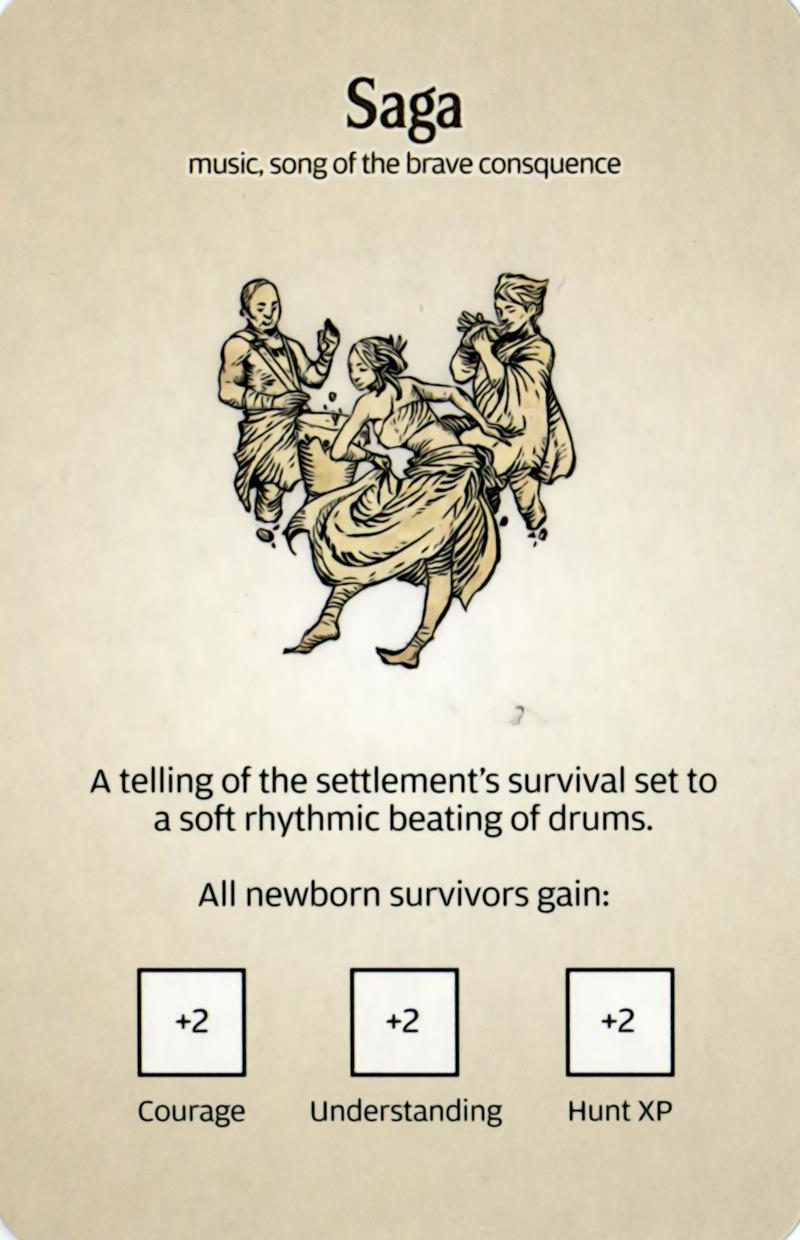 Saga
music, song of the brave consquence
A telling of the settlement's survival set to
a soft rhythmic beating of drums.
All newborn survivors gain:
+2 +2 +2
Courage Understanding Hunt XP